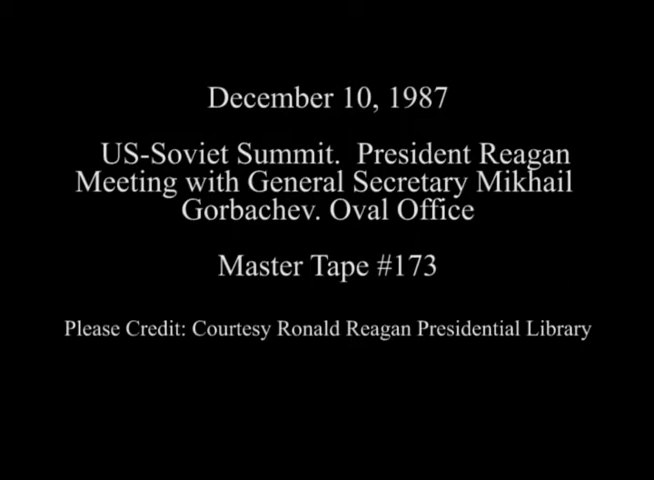 December 10, 1987
US-Soviet Summit.  President Reagan
Meeting with General Secretary Mikhail
Gorbachev. Oval Office
Master Tape #173
Please Credit: Courtesy Ronald Reagan Presidential Library